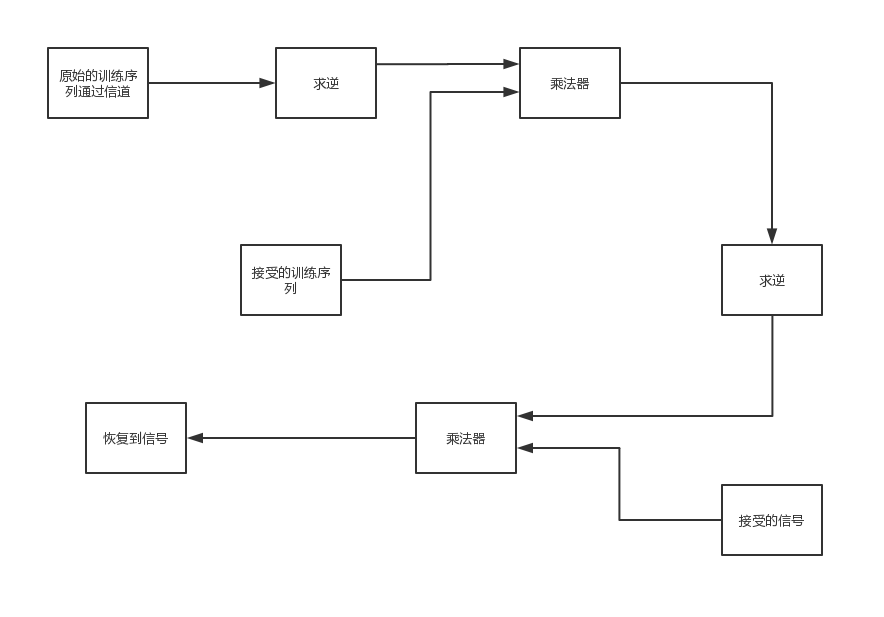 原始的训练序
列通过信道
求逆
乘法器
接受的训练序
列
求逆
恢复到信号
乘法器
接受的信号